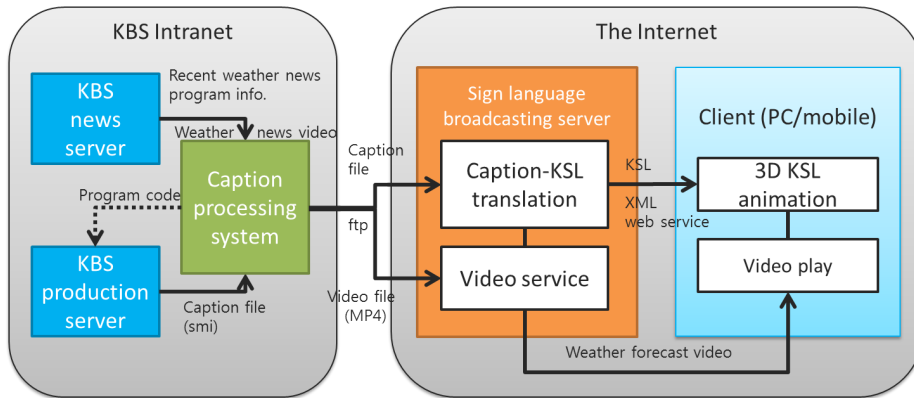 KBS Intranet
KBS
news
server
Recent weather news
program info.
Weather news video
Program code
Caption
processing
system
KBS
production
server
Caption file
(smi)
Caption
file
ftp
Video file
(MP4)
The Internet
Sign language
broadcasting server
Caption-KSL
translation
Video service
KSL
XML
web service
Client (PC/mobile)
3D KSL
animation
Video play
Weather forecast video